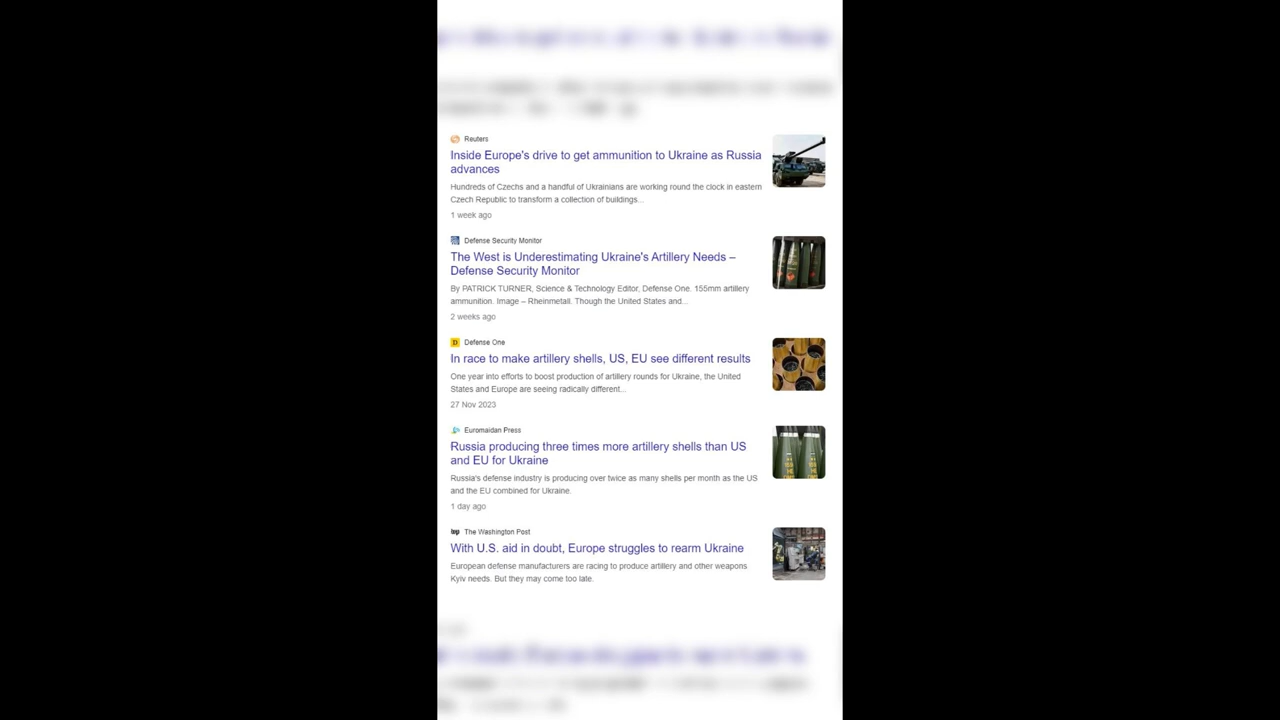 Reuters
Inside Europe's drive to get ammunition to Ukraine as Russia
advances
Hundreds of Czechs and a handful of Ukrainians are working round the clock in eastern
Czech Republic to transform a collection of buildings...
1 week ago
Defense Security Monitor
The West is Underestimating Ukraine's Artillery Needs –
Defense Security Monitor
By PATRICK TURNER, Science & Technology Editor, Defense One. 155mm artillery
ammunition. Image – Rheinmetall. Though the United States and...
2 weeks ago
D
Defense One
In race to make artillery shells, US, EU see different results
One year into efforts to boost production of artillery rounds for Ukraine, the United
States and Europe are seeing radically different...
27 Nov 2023
Euromaidan Press
Russia producing three times more artillery shells than US
and EU for Ukraine
Russia's defense industry is producing over twice as many shells per month as the US
and the EU combined for Ukraine.
1 day ago
wp The Washington Post
With U.S. aid in doubt, Europe struggles to rearm Ukraine
European defense manufacturers are racing to produce artillery and other weapons
Kyiv needs. But they may come too late.